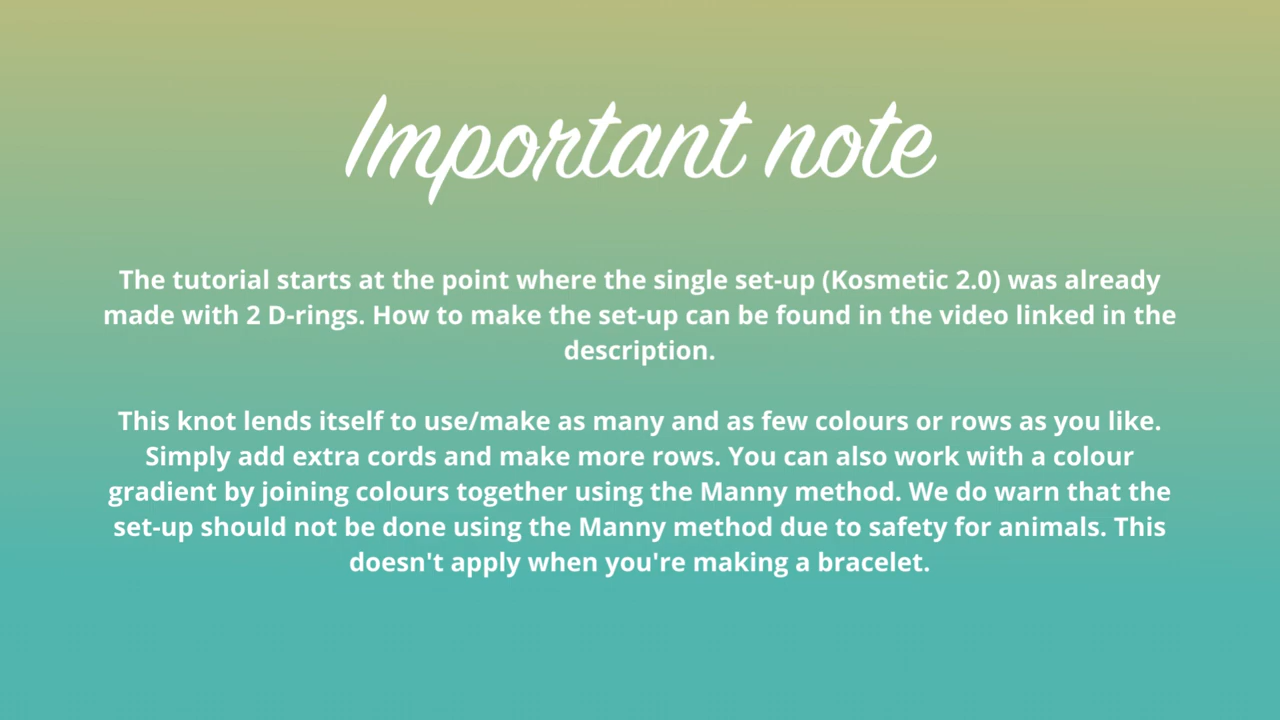 Important note
The tutorial starts at the point where the single set-up (Kosmetic 2.0) was already
made with 2 D-rings. How to make the set-up can be found in the video linked in the
description.
This knot lends itself to use/make as many and as few colours or rows as you like.
Simply add extra cords and make more rows. You can also work with a colour
gradient by joining colours together using the Manny method. We do warn that the
set-up should not be done using the Manny method due to safety for animals. This
doesn't apply when you're making a bracelet.